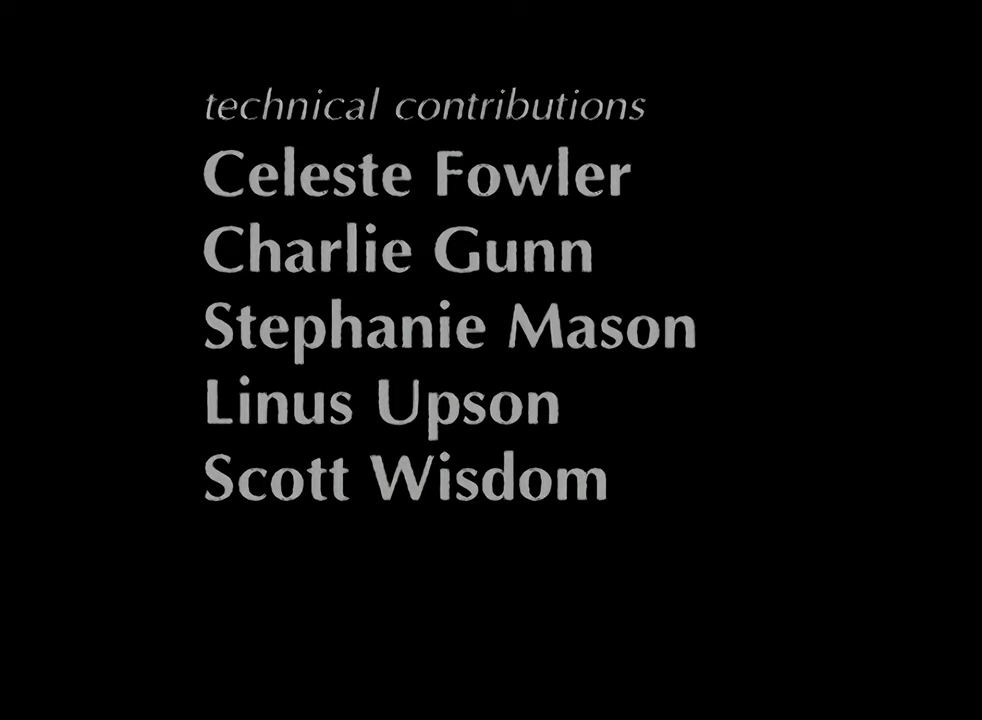 technical contributions
Celeste Fowler
Charlie Gunn
Stephanie Mason
Linus Upson
Scott Wisdom